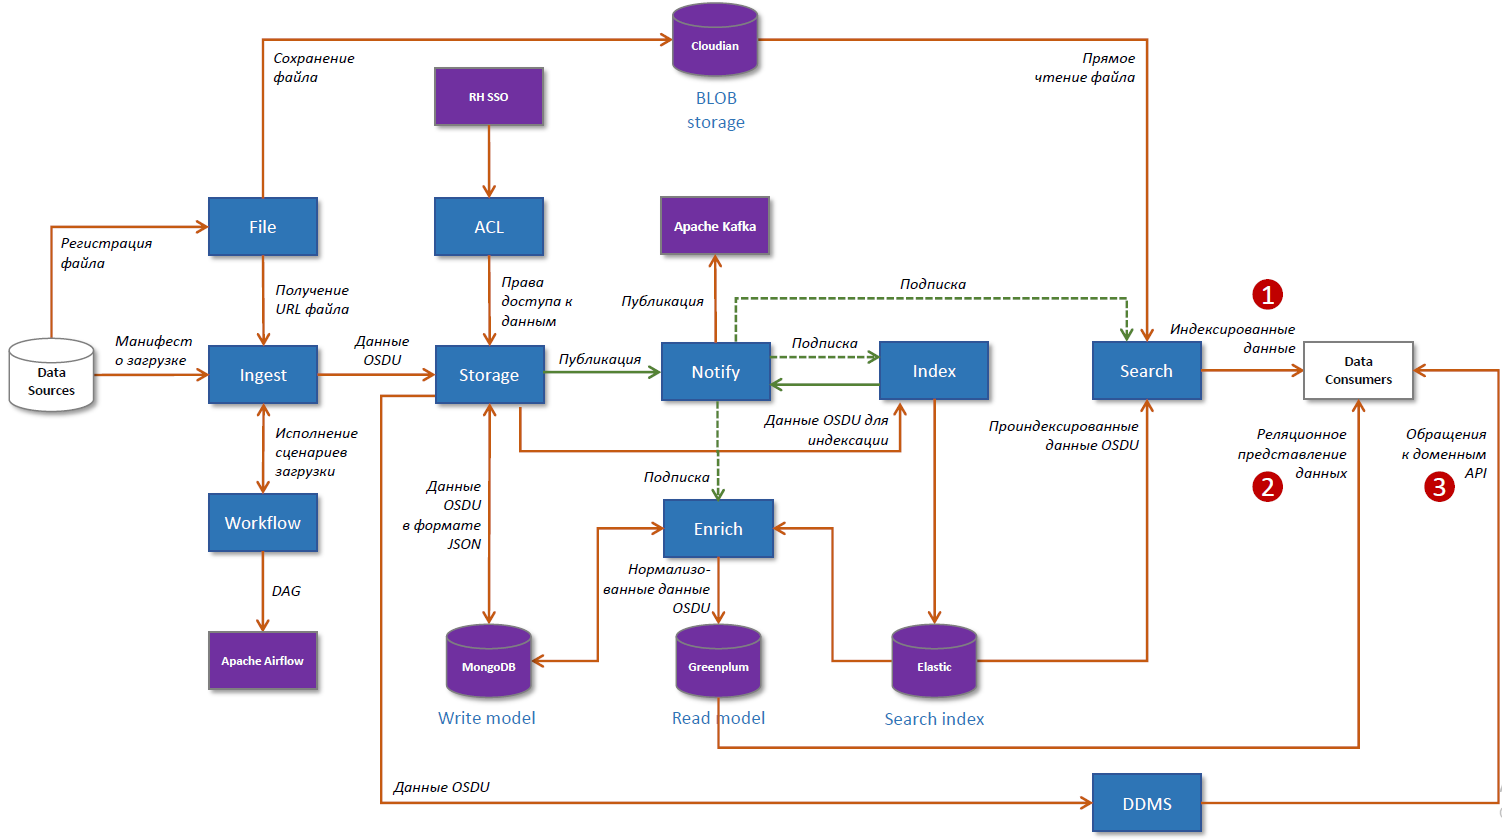 Cloudian
BLOB
storage
Сохранение
файла
Прямое
чтение файла
RH SSO
File
ACL
Apache Kafka
Регистрация
файла
Получение
URL файла
Права
доступа к
данным
Публикация
Подписка
1
Манифест
о загрузке
Данные
OSDU
Публикация
Подписка
Индексированные
данные
Data
Sources
Ingest
Storage
Notify
Index
Search
Data
Consumers
Исполнение
сценариев
загрузки
Данные OSDU для
индексации
Проиндексированные
данные OSDU
Реляционное
представление
данных
2
Обращения
к доменным
API
3
Подписка
Данные
OSDU
в формате
JSON
Workflow
Enrich
DAG
Нормализо-
ванные данные
OSDU
Apache Airflow
MongoDB
Greenplum
Elastic
Write model
Read model
Search index
Данные OSDU
DDMS